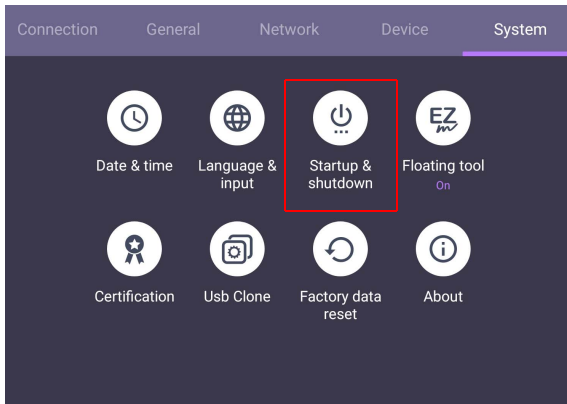 Connection General Network Device System
EZ
m
Date & time Language & input Startup & shutdown Floating tool
On
Certification Usb Clone Factory data reset About